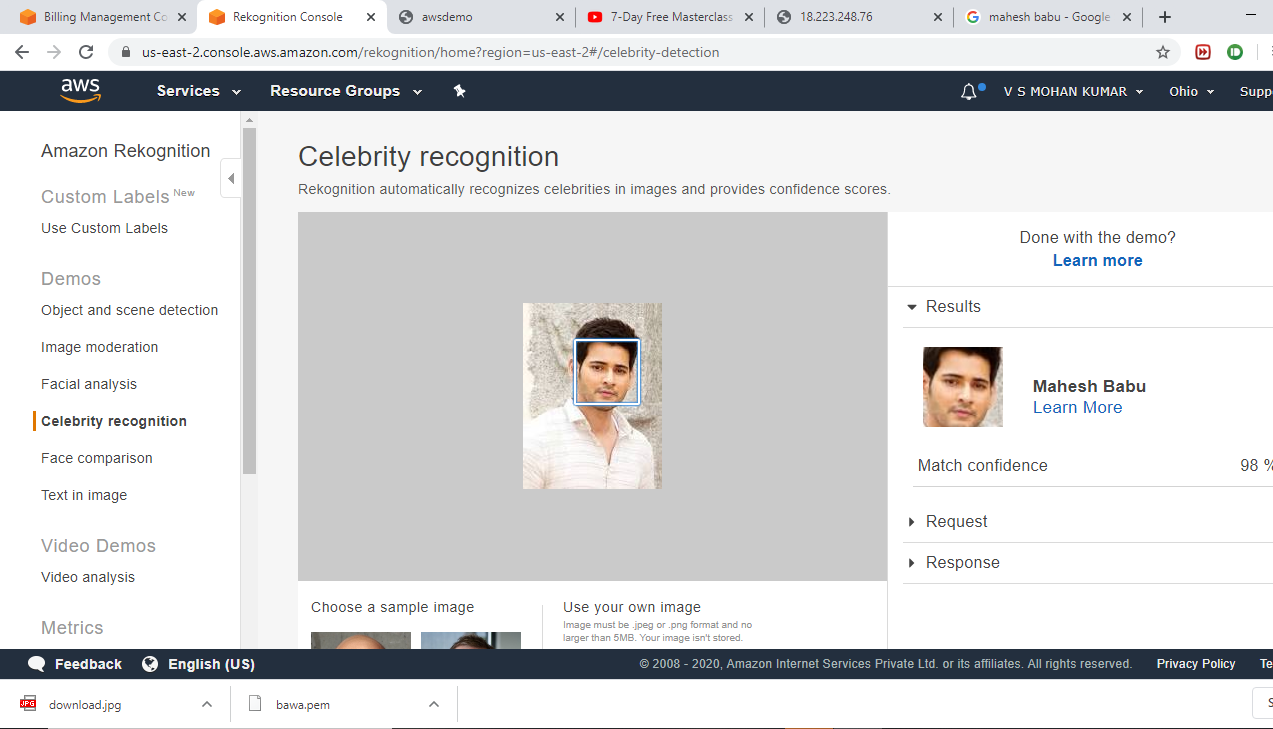 Billing Management Co
Rekognition Console
awsdemo
7-Day Free Masterclass
18.223.248.76
mahesh babu - Google
us-east-2.console.aws.amazon.com/rekognition/home?region=us-east-2#/celebrity-detection
aws
Services
Resource Groups
V S MOHAN KUMAR
Ohio
Supp
Amazon Rekognition
Custom Labels New
Use Custom Labels
Demos
Object and scene detection
Image moderation
Facial analysis
Celebrity recognition
Face comparison
Text in image
Video Demos
Video analysis
Metrics
Celebrity recognition
Rekognition automatically recognizes celebrities in images and provides confidence scores.
Done with the demo?
Learn more
Results
Mahesh Babu
Learn More
Match confidence 98 %
Request
Response
Choose a sample image
Use your own image
Image must be .jpeg or .png format and no
larger than 5MB. Your image isn't stored.
Feedback
English (US)
© 2008 - 2020, Amazon Internet Services Private Ltd. or its affiliates. All rights reserved.
Privacy Policy
Te
JPG
download.jpg
bawa.pem
S